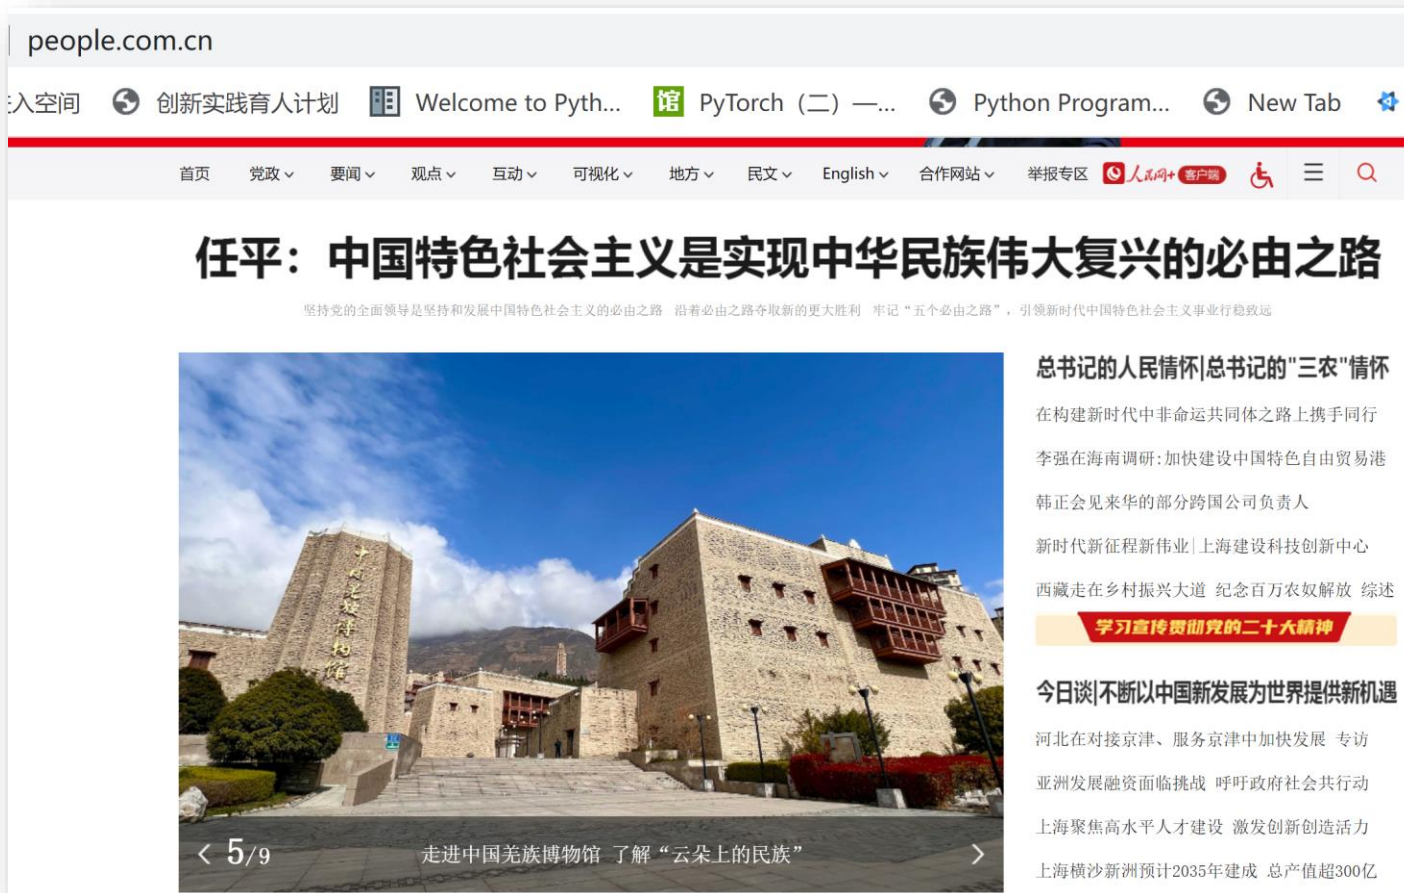 people.com.cn
入空间 创新实践育人计划 Welcome to Pyth... PyTorch（二）—... Python Program... New Tab
首页 党政 要闻 观点 互动 可视化 地方 民文 English 合作网站 举报专区 人民网+ 客户端
任平：中国特色社会主义是实现中华民族伟大复兴的必由之路
坚持党的全面领导是坚持和发展中国特色社会主义的必由之路 沿着必由之路夺取新的更大胜利 牢记“五个必由之路”，引领新时代中国特色社会主义事业行稳致远
中国羌族博物馆
5/9 走进中国羌族博物馆 了解“云朵上的民族”
总书记的人民情怀|总书记的"三农"情怀
在构建新时代中非命运共同体之路上携手同行
李强在海南调研:加快建设中国特色自由贸易港
韩正会见来华的部分跨国公司负责人
新时代新征程新伟业|上海建设科技创新中心
西藏走在乡村振兴大道 纪念百万农奴解放 综述
学习宣传贯彻党的二十大精神
今日谈|不断以中国新发展为世界提供新机遇
河北在对接京津、服务京津中加快发展 专访
亚洲发展融资面临挑战 呼吁政府社会共行动
上海聚焦高水平人才建设 激发创新创造活力
上海横沙新洲预计2035年建成 总产值超300亿